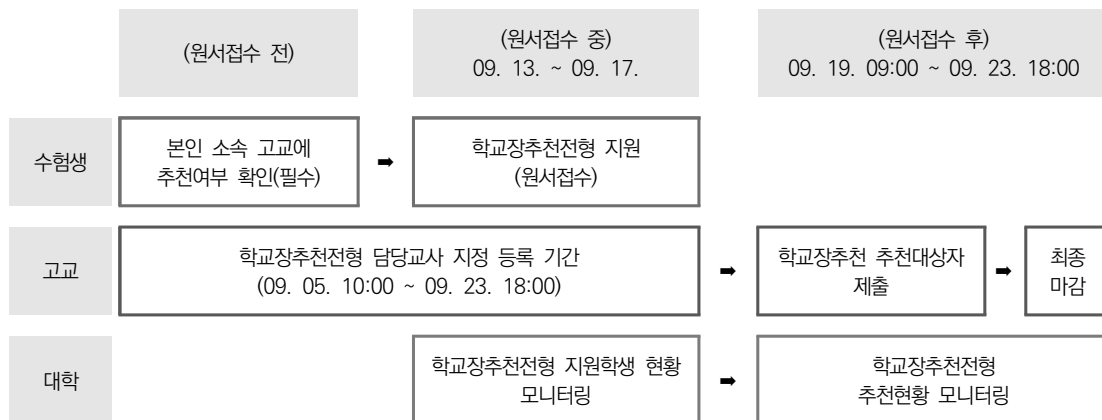 (원서접수 전)
(원서접수 중)
09. 13. ~ 09. 17.
(원서접수 후)
09. 19. 09:00 ~ 09. 23. 18:00
수험생
본인 소속 고교에
추천여부 확인(필수)
➡
학교장추천전형 지원
(원서접수)
고교
학교장추천전형 담당교사 지정 등록 기간
(09. 05. 10:00 ~ 09. 23. 18:00)
➡
학교장추천 추천대상자
제출
➡
최종
마감
대학
학교장추천전형 지원학생 현황
모니터링
➡
학교장추천전형
추천현황 모니터링